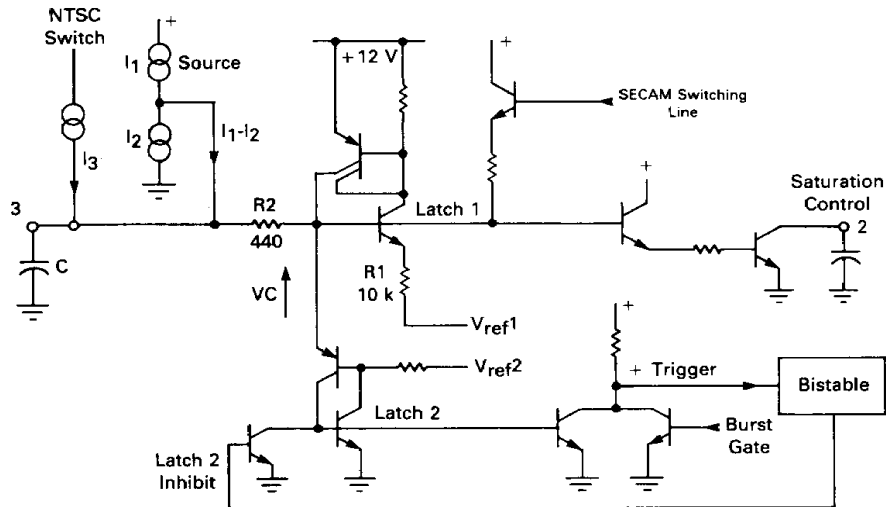 NTSC
Switch
+
I1
Source
I2
I1-I2
I3
3
C
R2
440
VC
+12 V
Latch 1
R1
10 k
Vref1
+
SECAM Switching
Line
+
Saturation
Control
2
Vref2
Latch 2
Latch 2
Inhibit
+
+ Trigger
Bistable
Burst
Gate